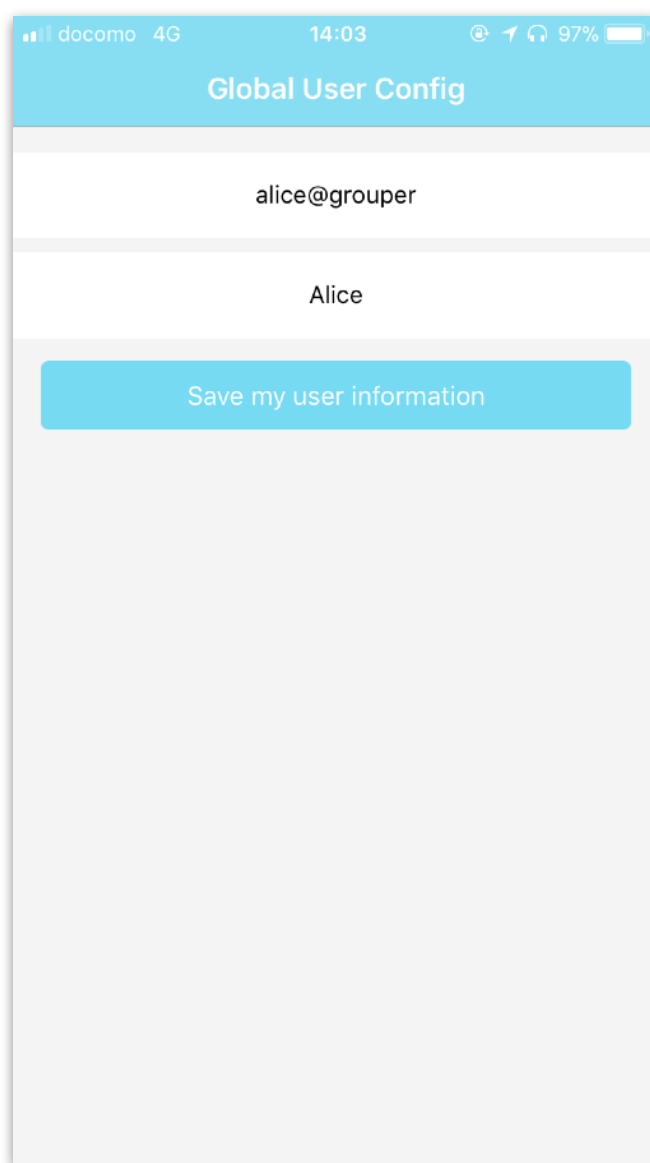 docomo 4G 14:03 97%
Global User Config
alice@grouper
Alice
Save my user information